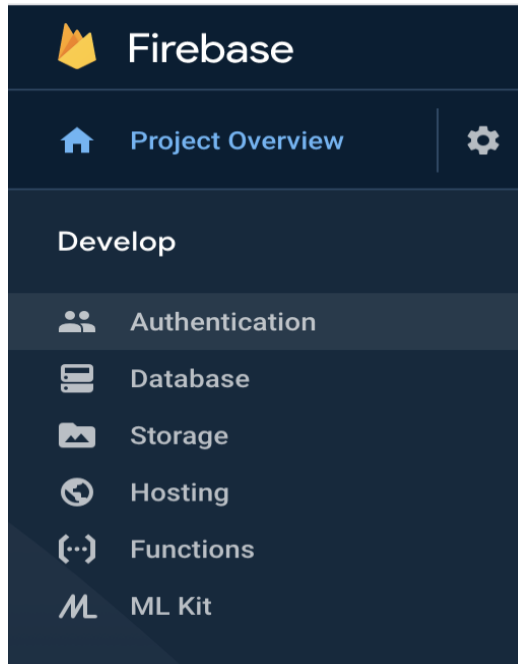 Firebase
Project Overview
Develop
Authentication
Database
Storage
Hosting
Functions
ML Kit